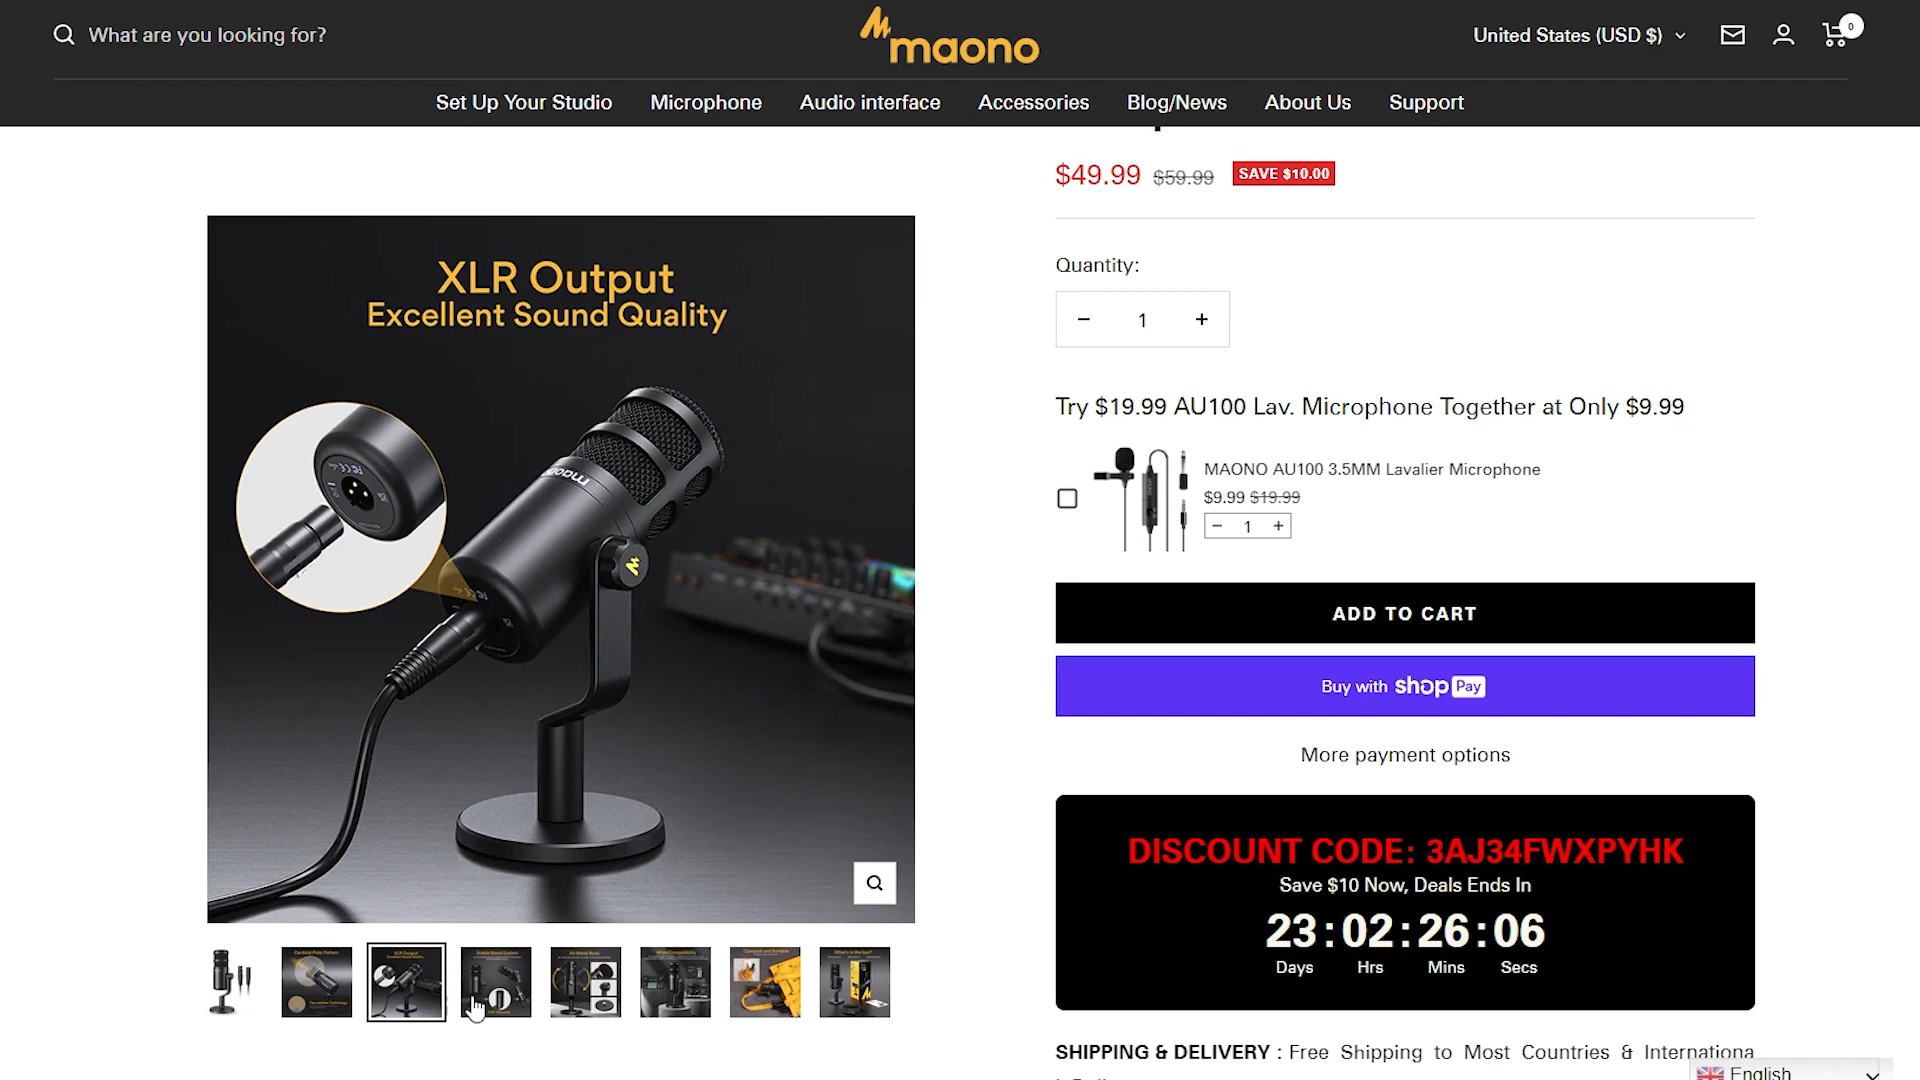 What are you looking for?
maono
United States (USD $)
0
Set Up Your Studio
Microphone
Audio interface
Accessories
Blog/News
About Us
Support
$49.99 $59.99 SAVE $10.00
XLR Output
Excellent Sound Quality
maono
Quantity:
− 1 +
Try $19.99 AU100 Lav. Microphone Together at Only $9.99
MAONO AU100 3.5MM Lavalier Microphone
$9.99 $19.99
− 1 +
ADD TO CART
Buy with shop Pay
More payment options
DISCOUNT CODE: 3AJ34FWXPYHK
Save $10 Now, Deals Ends In
23 : 02 : 26 : 06
Days Hrs Mins Secs
XLR Output
SHIPPING & DELIVERY : Free Shipping to Most Countries & Internationa
English